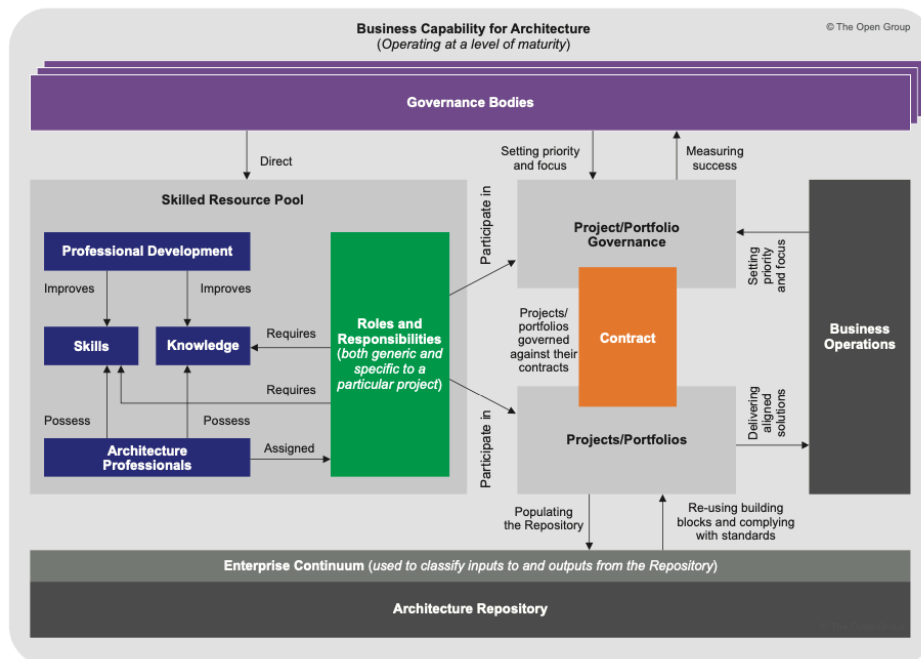 Business Capability for Architecture
(Operating at a level of maturity)
© The Open Group
Governance Bodies
Direct
Setting priority
and focus
Measuring
success
Skilled Resource Pool
Professional Development
Improves
Improves
Skills
Knowledge
Requires
Requires
Possess
Possess
Architecture
Professionals
Assigned
Roles and
Responsibilities
(both generic and
specific to a
particular project)
Participate in
Participate in
Project/Portfolio
Governance
Projects/
portfolios
governed
against their
contracts
Contract
Projects/Portfolios
Setting
priority
and focus
Delivering
aligned
solutions
Business
Operations
Populating
the Repository
Re-using building
blocks and complying
with standards
Enterprise Continuum (used to classify inputs to and outputs from the Repository)
Architecture Repository
© The Open Group